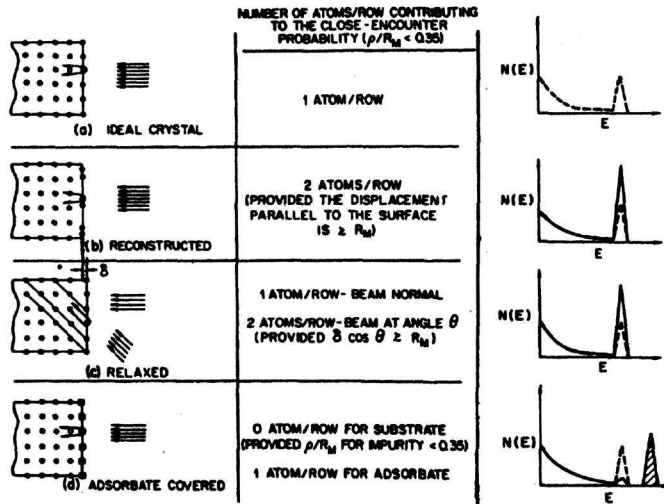 NUMBER OF ATOMS/ROW CONTRIBUTING
TO THE CLOSE-ENCOUNTER
PROBABILITY (ρ/R_M < 0.35)
(a) IDEAL CRYSTAL
1 ATOM/ROW
N(E)
E
(b) RECONSTRUCTED
2 ATOMS/ROW
(PROVIDED THE DISPLACEMENT
PARALLEL TO THE SURFACE
IS ≥ R_M)
N(E)
E
δ
(c) RELAXED
1 ATOM/ROW-BEAM NORMAL
2 ATOMS/ROW-BEAM AT ANGLE θ
(PROVIDED δ cos θ ≥ R_M)
N(E)
E
(d) ADSORBATE COVERED
0 ATOM/ROW FOR SUBSTRATE
(PROVIDED ρ/R_M FOR IMPURITY < 0.35)
1 ATOM/ROW FOR ADSORBATE
N(E)
E